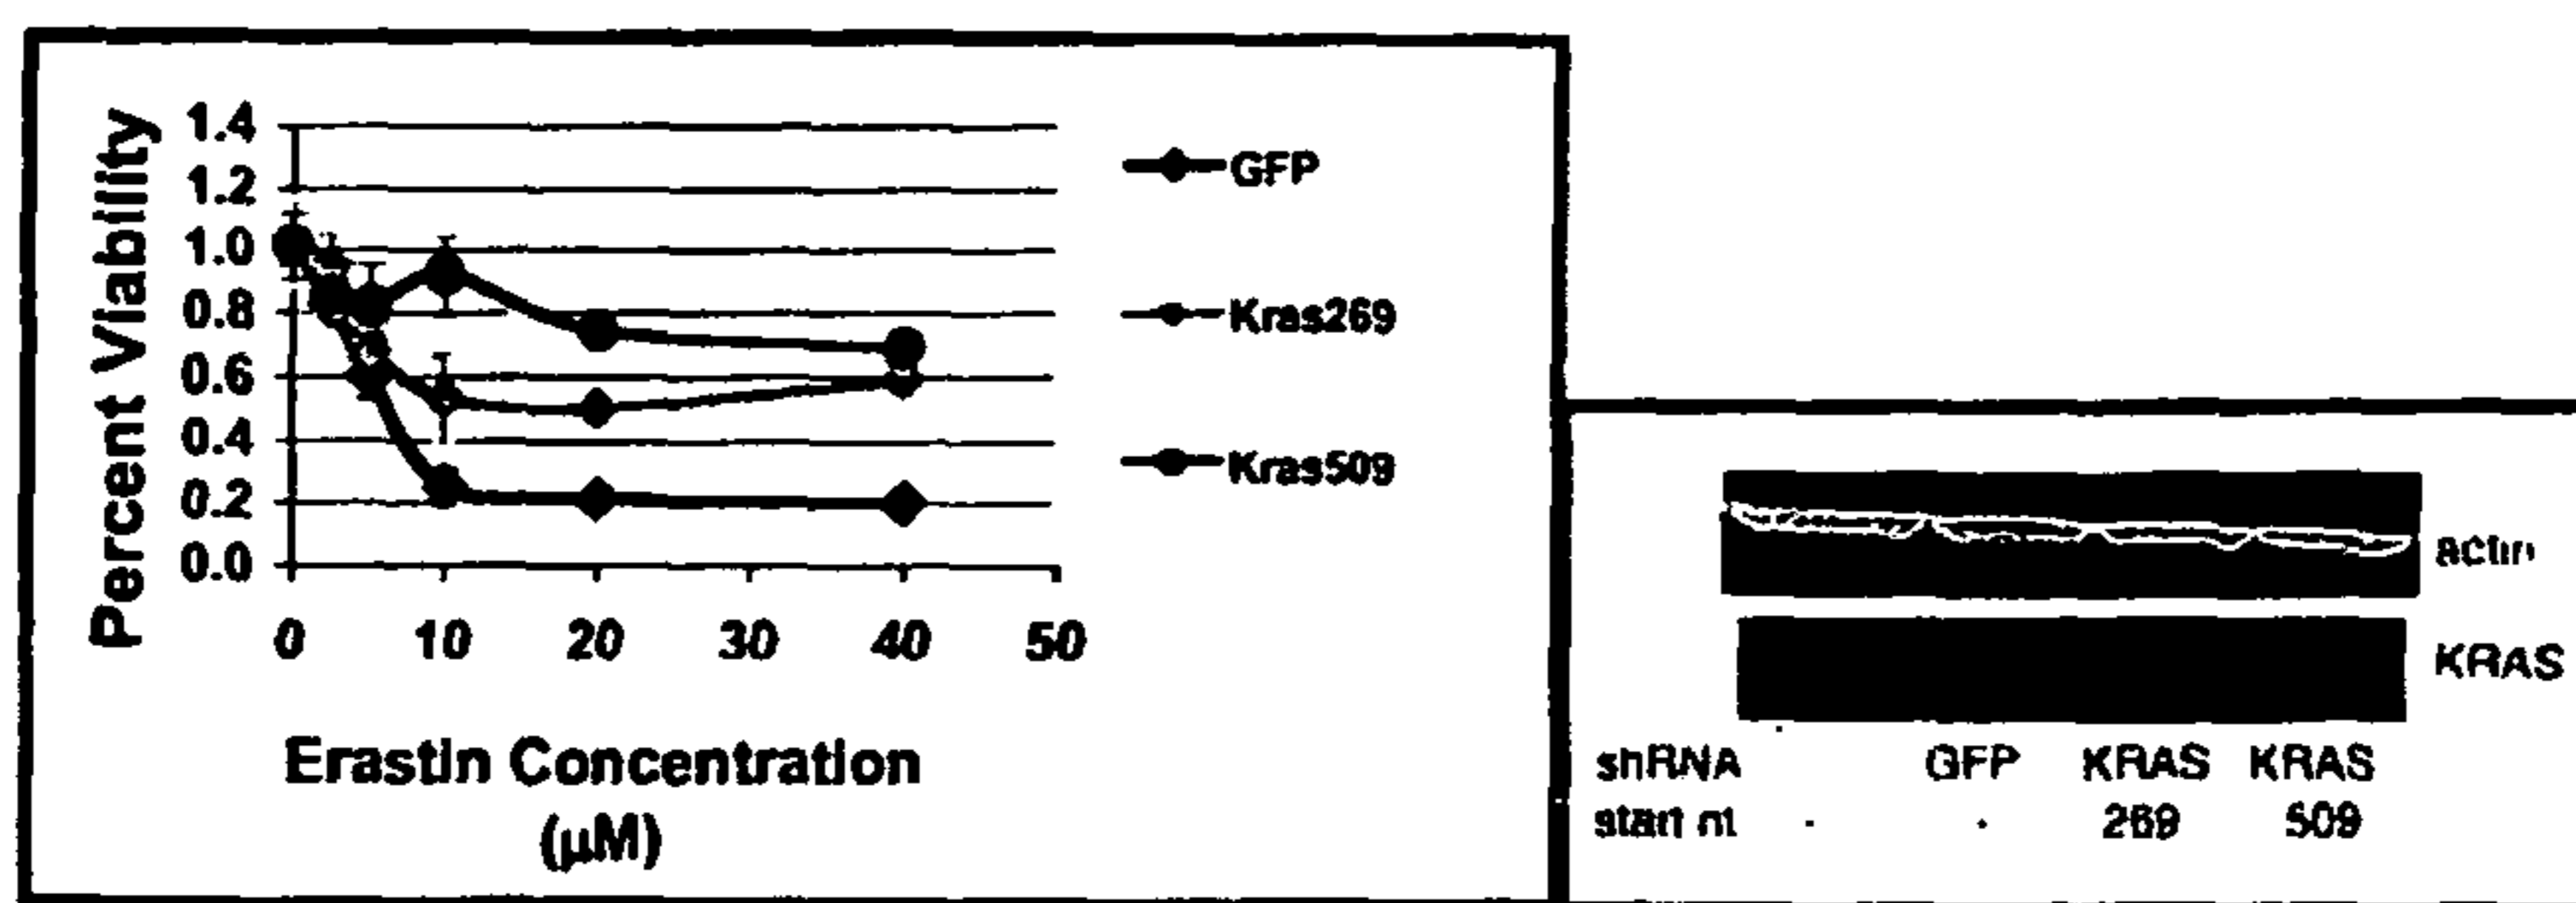 Percent Viability
1.4
1.2
1.0
0.8
0.6
0.4
0.2
0.0
0 10 20 30 40 50
Erastin Concentration
(μM)
GFP
Kras269
Kras509
actin
KRAS
shRNA - GFP KRAS KRAS
start nt - - 269 509